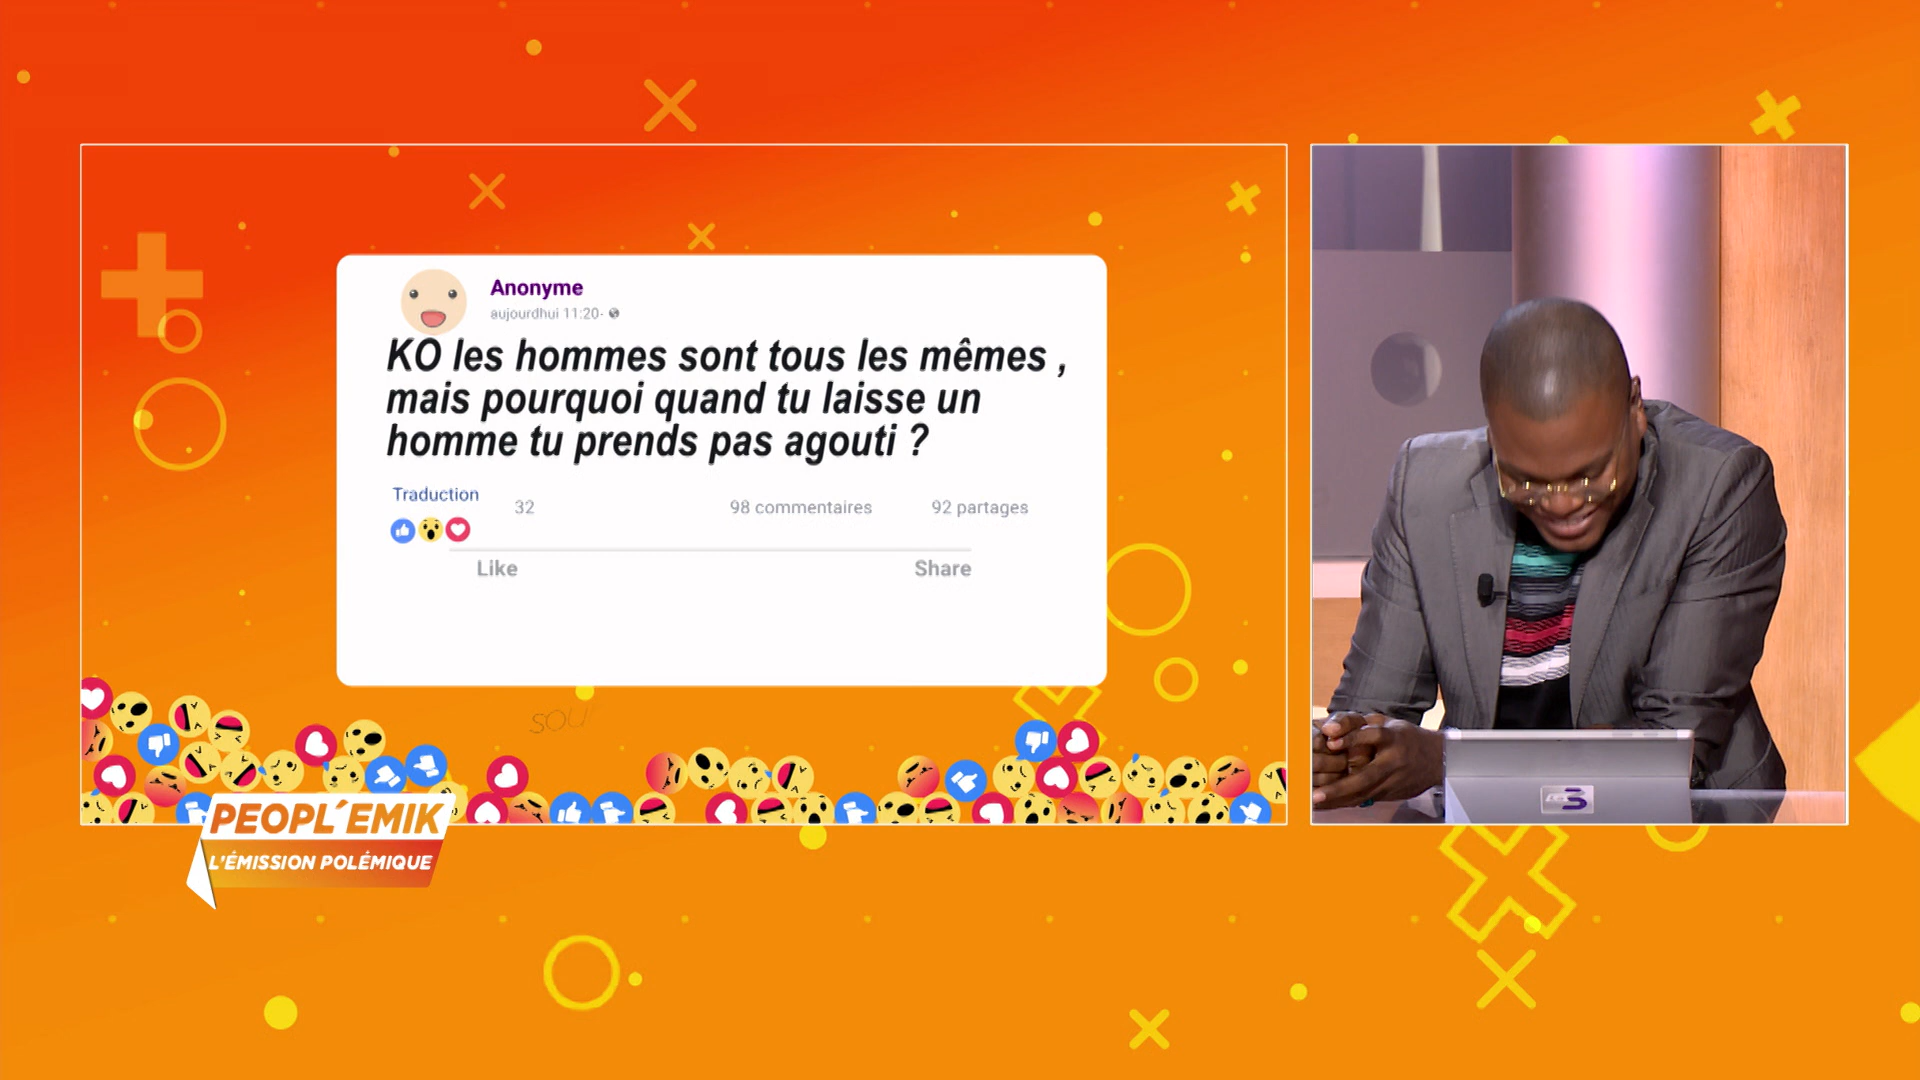 Anonyme
aujourdhui 11:20-
KO les hommes sont tous les mêmes ,
mais pourquoi quand tu laisse un
homme tu prends pas agouti ?
Traduction
32
98 commentaires
92 partages
Like
Share
PEOPL'EMIK
L'ÉMISSION POLÉMIQUE